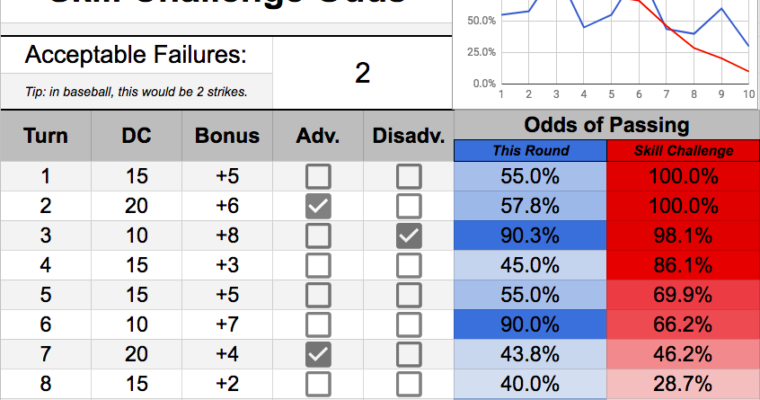 Skill Challenge Odds
Acceptable Failures:
2
Tip: in baseball, this would be 2 strikes.
50.0%
25.0%
0.0%
1 2 3 4 5 6 7 8 9 10
Turn DC Bonus Adv. Disadv. Odds of Passing
This Round Skill Challenge
1 15 +5 55.0% 100.0%
2 20 +6 57.8% 100.0%
3 10 +8 90.3% 98.1%
4 15 +3 45.0% 86.1%
5 15 +5 55.0% 69.9%
6 10 +7 90.0% 66.2%
7 20 +4 43.8% 46.2%
8 15 +2 40.0% 28.7%